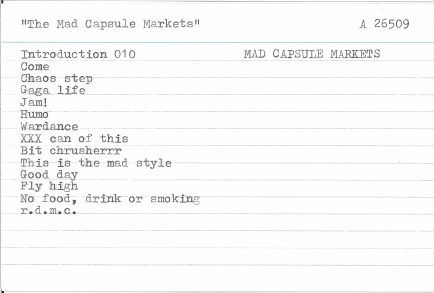 "The Mad Capsule Markets" A 26509
Introduction 010 MAD CAPSULE MARKETS
Come
Chaos step
Gaga life
Jam!
Humo
Wardance
XXX can of this
Bit chrusherrr
This is the mad style
Good day
Fly high
No food, drink or smoking
r.d.m.c.